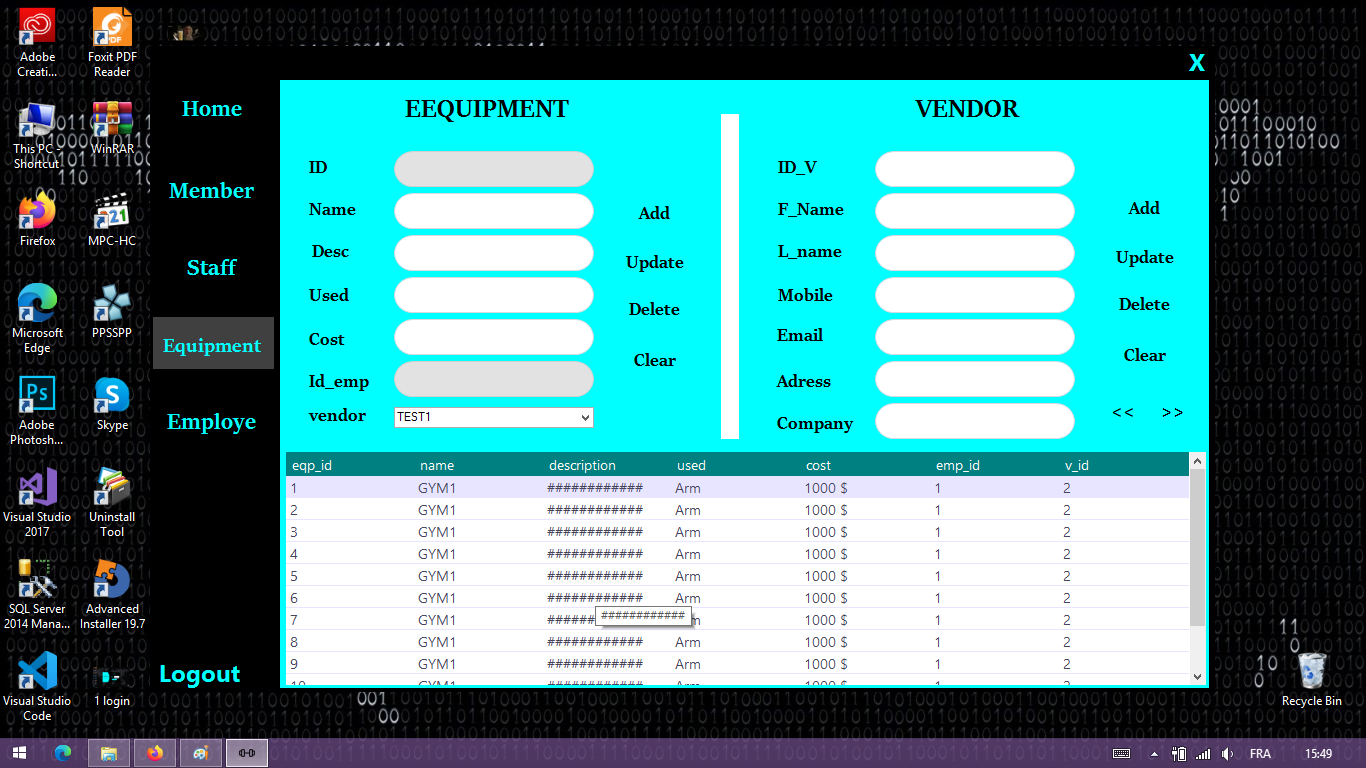 Adobe Creati...
Foxit PDF Reader
This PC - Shortcut
WinRAR
Firefox
MPC-HC
Microsoft Edge
PPSSPP
Adobe Photosh...
Skype
Visual Studio 2017
Uninstall Tool
SQL Server 2014 Mana...
Advanced Installer 19.7
Visual Studio Code
1 login
X
Home
Member
Staff
Equipment
Employe
Logout
EEQUIPMENT
ID
Name
Desc
Used
Cost
Id_emp
vendor TEST1
Add
Update
Delete
Clear
VENDOR
ID_V
F_Name
L_name
Mobile
Email
Adress
Company
Add
Update
Delete
Clear
<< >>
eqp_id name description used cost emp_id v_id
1 GYM1 ############ Arm 1000 $ 1 2
2 GYM1 ############ Arm 1000 $ 1 2
3 GYM1 ############ Arm 1000 $ 1 2
4 GYM1 ############ Arm 1000 $ 1 2
5 GYM1 ############ Arm 1000 $ 1 2
6 GYM1 ############ Arm 1000 $ 1 2
############
7 GYM1 ###### 1000 $ 1 2
8 GYM1 ############ Arm 1000 $ 1 2
9 GYM1 ############ Arm 1000 $ 1 2
Recycle Bin
FRA
15:49